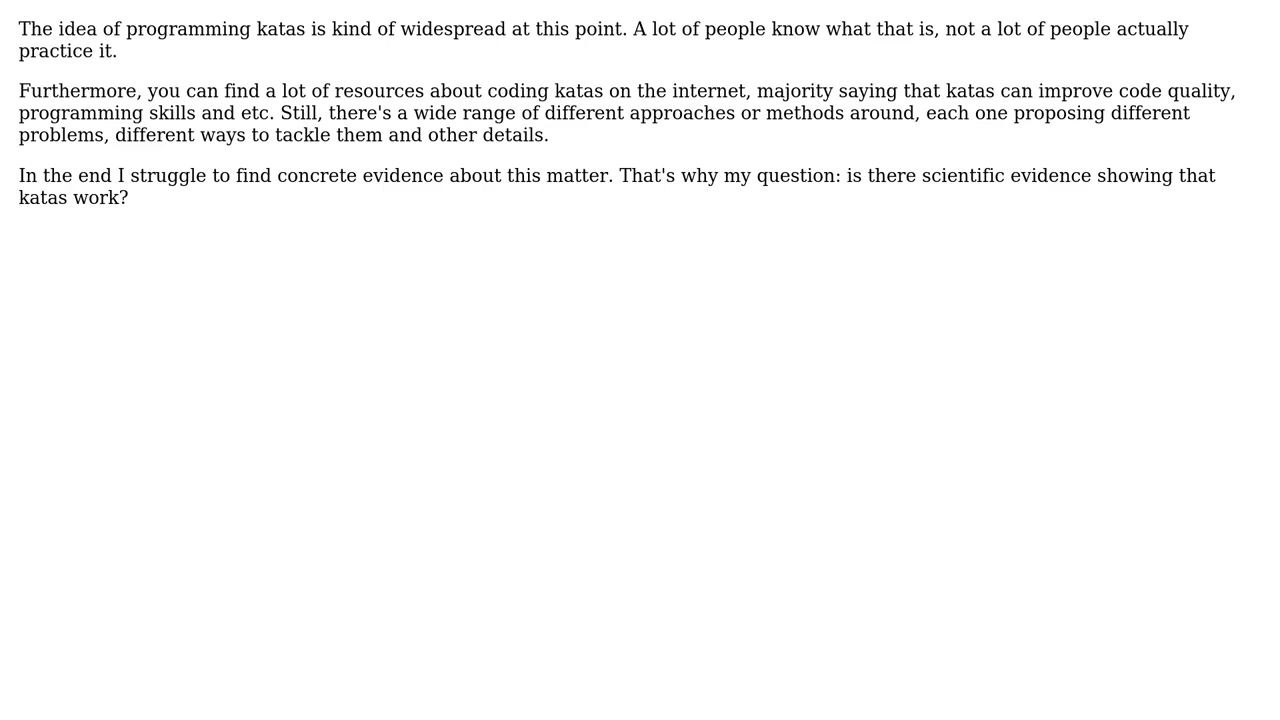 The idea of programming katas is kind of widespread at this point. A lot of people know what that is, not a lot of people actually
practice it.
Furthermore, you can find a lot of resources about coding katas on the internet, majority saying that katas can improve code quality,
programming skills and etc. Still, there's a wide range of different approaches or methods around, each one proposing different
problems, different ways to tackle them and other details.
In the end I struggle to find concrete evidence about this matter. That's why my question: is there scientific evidence showing that
katas work?